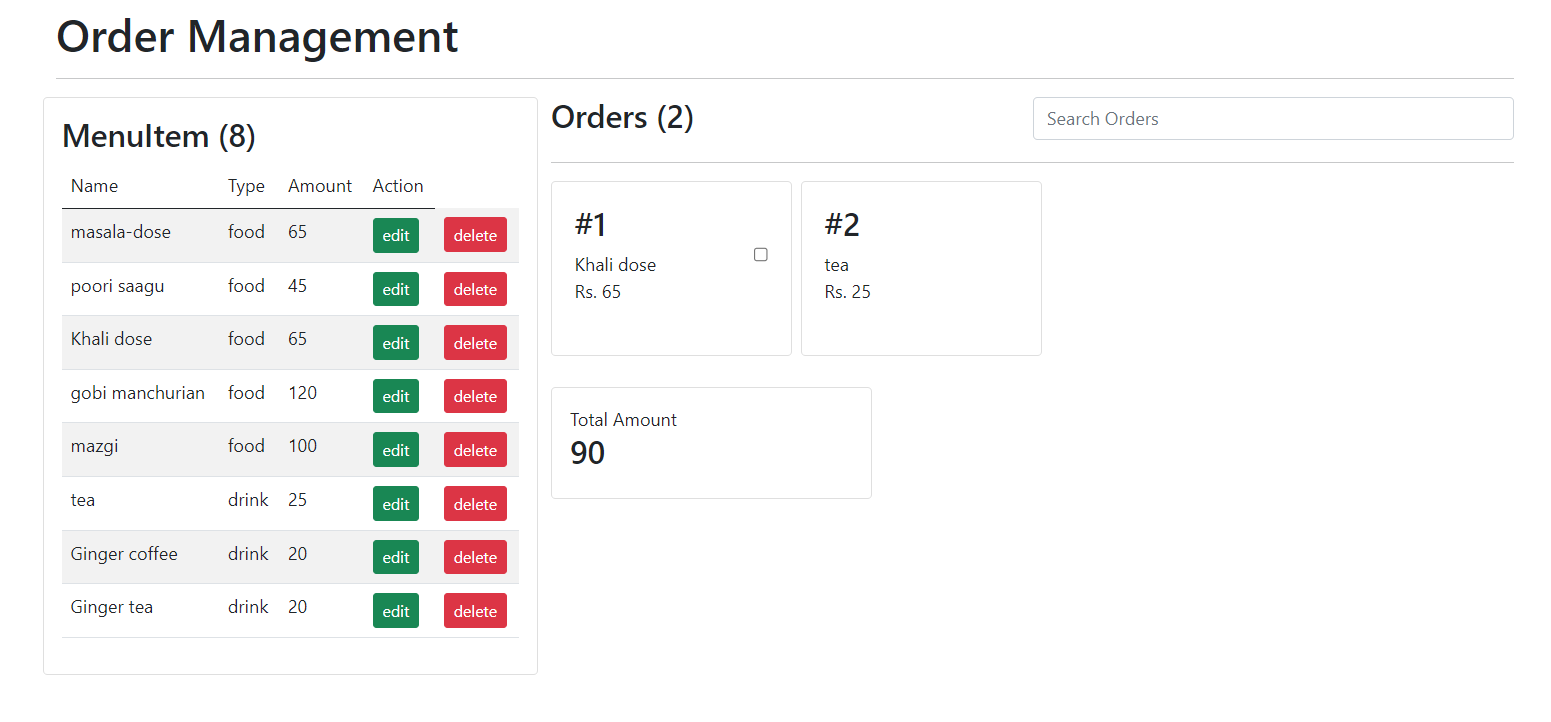 Order Management
MenuItem (8)
Name Type Amount Action
masala-dose food 65 edit delete
poori saagu food 45 edit delete
Khali dose food 65 edit delete
gobi manchurian food 120 edit delete
mazgi food 100 edit delete
tea drink 25 edit delete
Ginger coffee drink 20 edit delete
Ginger tea drink 20 edit delete
Orders (2)
Search Orders
#1
Khali dose
Rs. 65
#2
tea
Rs. 25
Total Amount
90